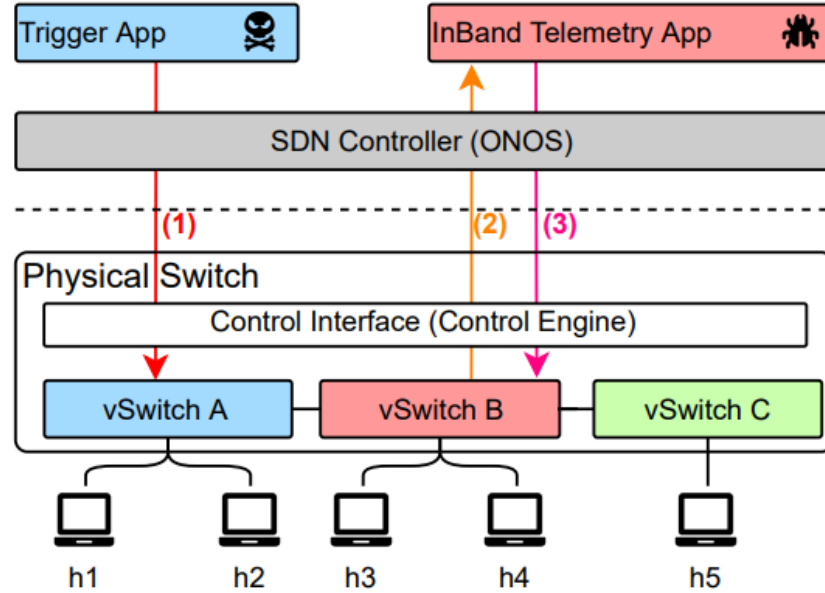 Trigger App
InBand Telemetry App
SDN Controller (ONOS)
(1)
(2)
(3)
Physical Switch
Control Interface (Control Engine)
vSwitch A
vSwitch B
vSwitch C
h1
h2
h3
h4
h5